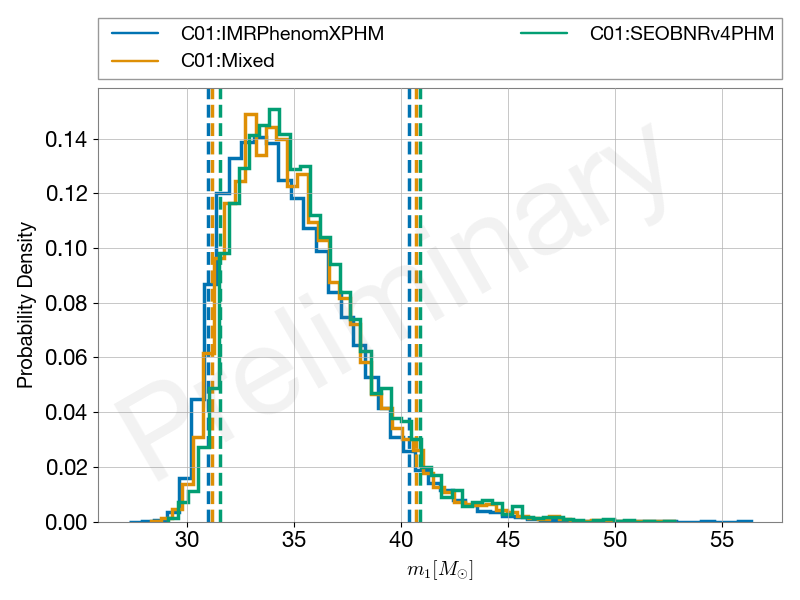 C01:IMRPhenomXPHM
C01:Mixed
C01:SEOBNRv4PHM
Preliminary
Probability Density
0.14
0.12
0.10
0.08
0.06
0.04
0.02
0.00
30 35 40 45 50 55
m₁[M⊙]